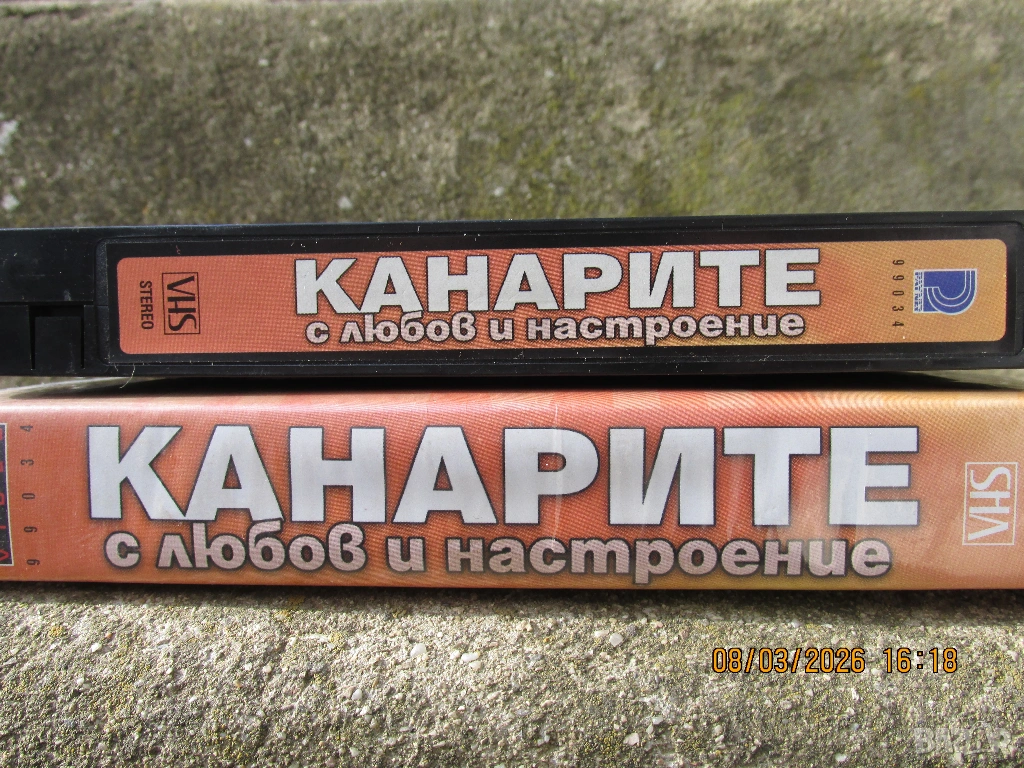 КАНАРИТЕ
с любов и настроение
VHS
STEREO
99034
КАНАРИТЕ
с любов и настроение
VHS
99034
08/03/2026 16:18